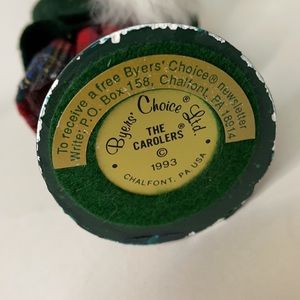 To receive a free Byers' Choice® newsletter
Write: P.O. Box 158, Chalfont, PA 18914
Byers' Choice Ltd.®
THE
CAROLERS®
©
1993
CHALFONT, PA USA